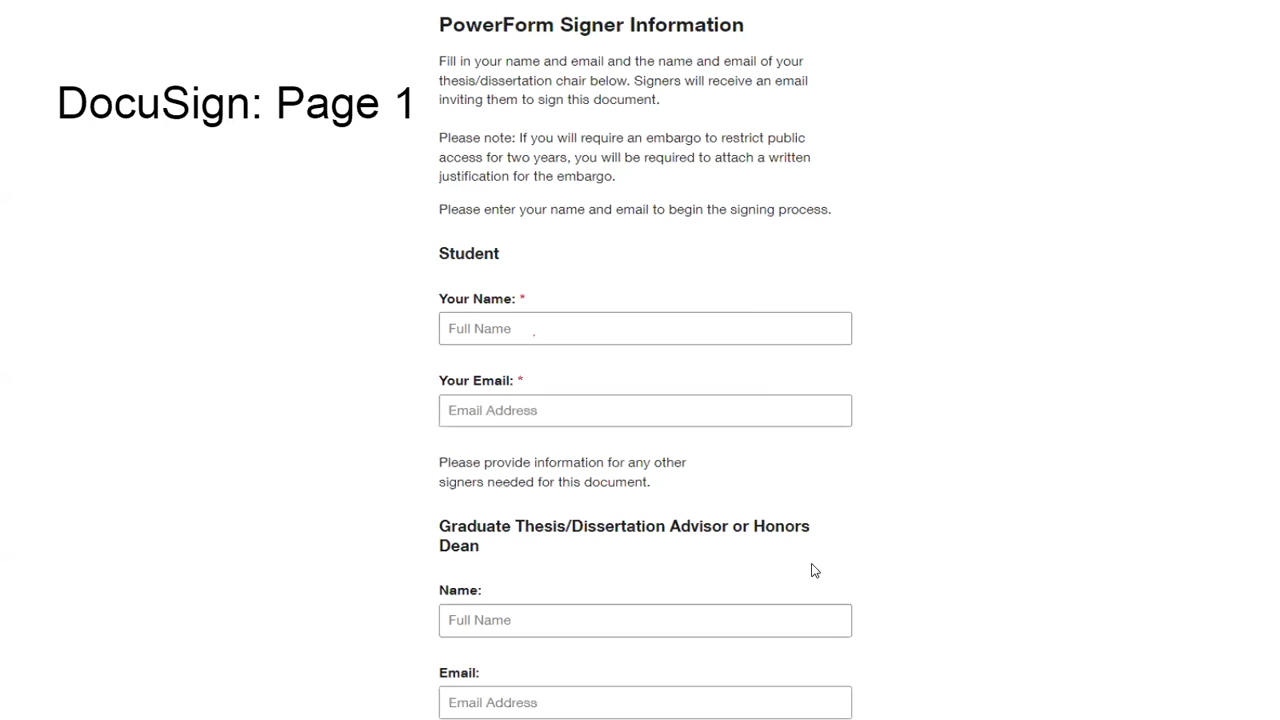 DocuSign: Page 1
PowerForm Signer Information
Fill in your name and email and the name and email of your
thesis/dissertation chair below. Signers will receive an email
inviting them to sign this document.
Please note: If you will require an embargo to restrict public
access for two years, you will be required to attach a written
justification for the embargo.
Please enter your name and email to begin the signing process.
Student
Your Name: *
Full Name
Your Email: *
Email Address
Please provide information for any other
signers needed for this document.
Graduate Thesis/Dissertation Advisor or Honors
Dean
Name:
Full Name
Email:
Email Address